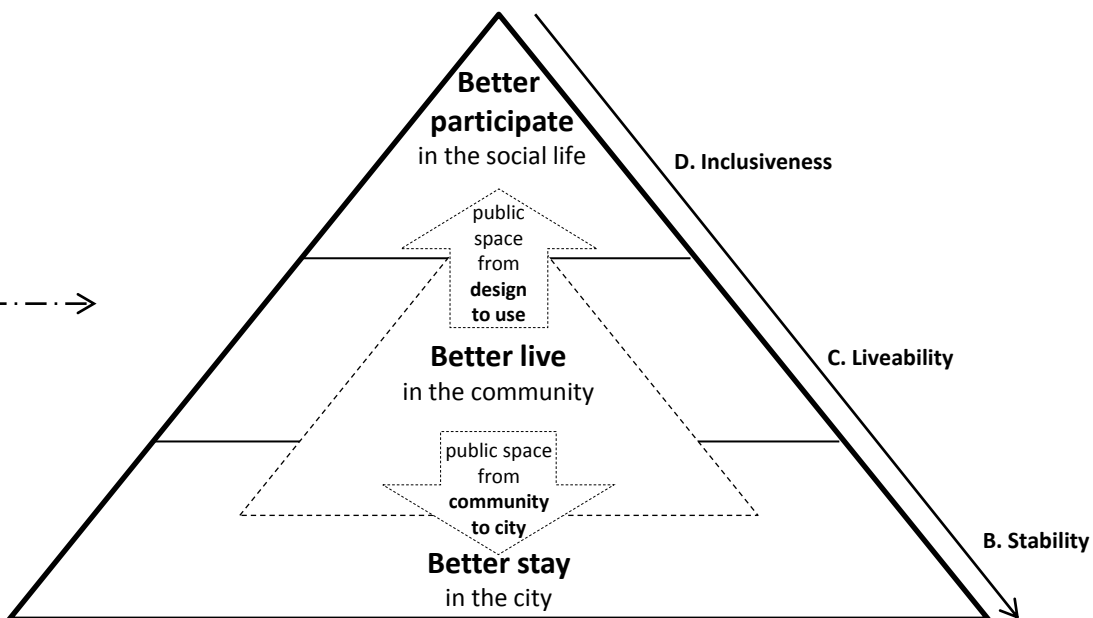 Better
participate
in the social life
D. Inclusiveness
public
space
from
design
to use
Better live
in the community
C. Liveability
public space
from
community
to city
B. Stability
Better stay
in the city